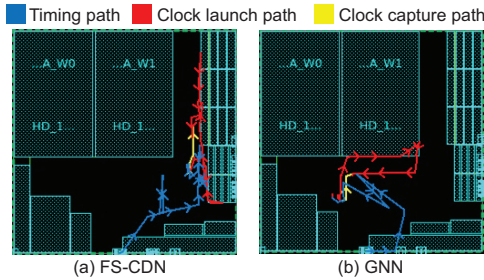 Timing path Clock launch path Clock capture path
...A_W0 ...A_W1 ...A_W0 ...A_W1
HD_1... HD_1... HD_1... HD_1...
(a) FS-CDN (b) GNN